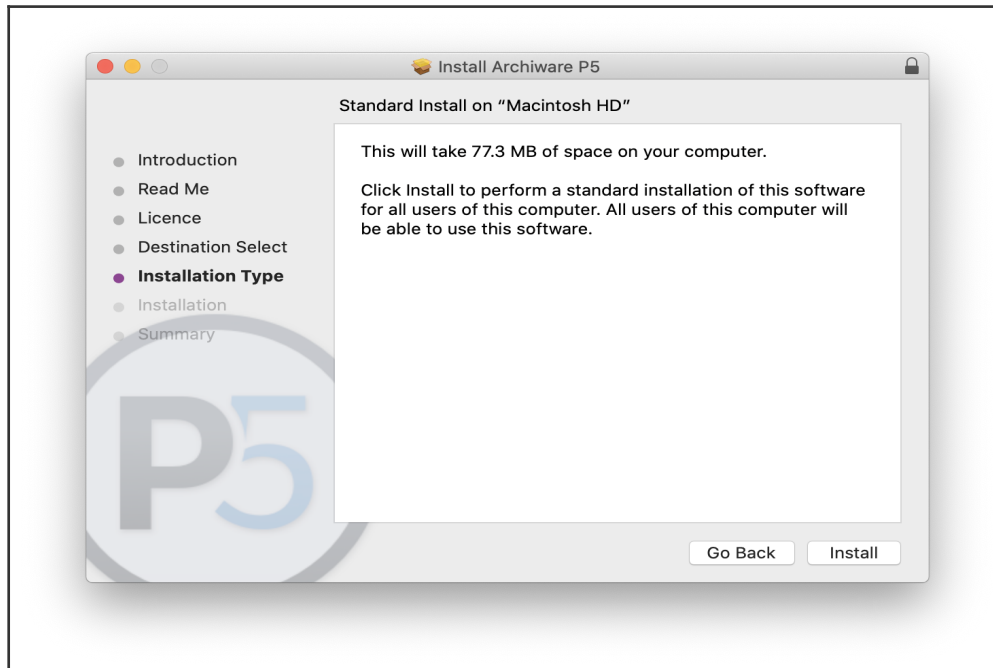 Install Archiware P5
Standard Install on “Macintosh HD”
Introduction
Read Me
Licence
Destination Select
Installation Type
Installation
Summary
This will take 77.3 MB of space on your computer.
Click Install to perform a standard installation of this software
for all users of this computer. All users of this computer will
be able to use this software.
P5
Go Back
Install